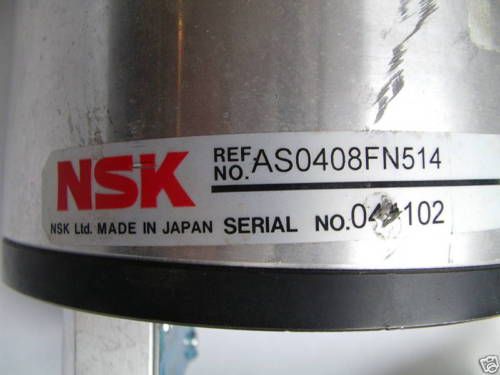 NSK
REF. NO. AS0408FN514
NSK Ltd. MADE IN JAPAN SERIAL NO.